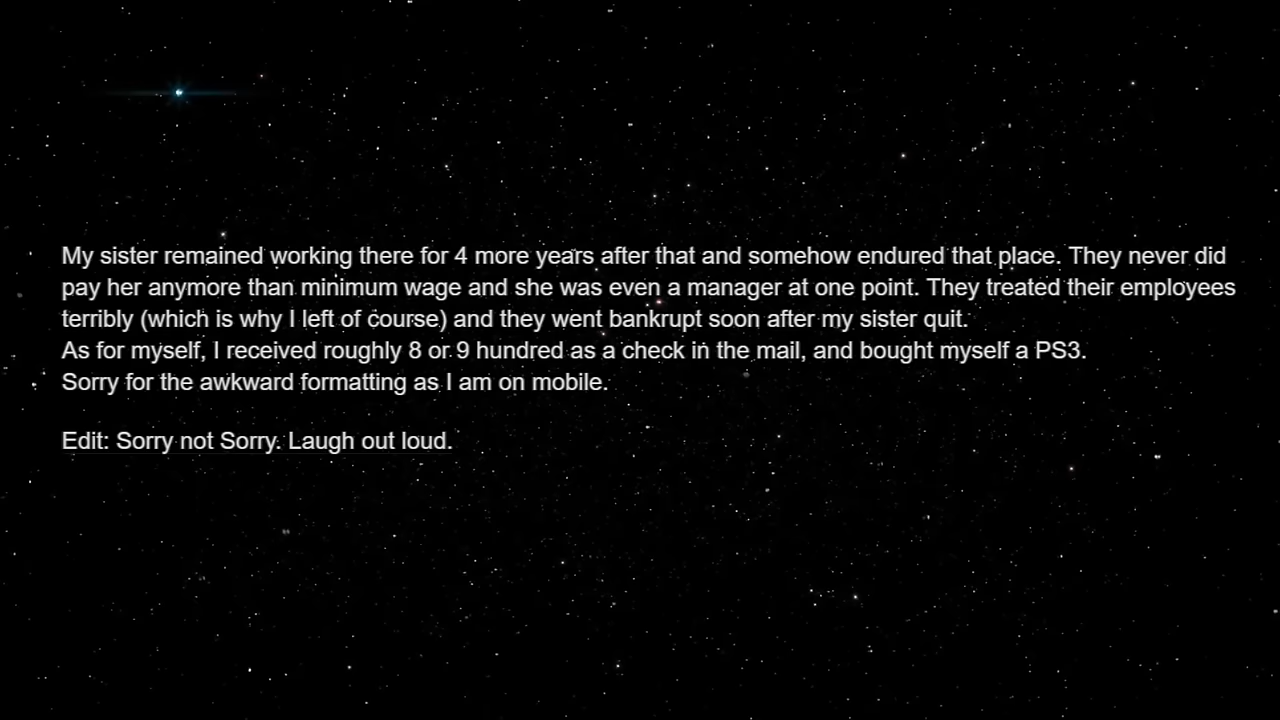 My sister remained working there for 4 more years after that and somehow endured that place. They never did
pay her anymore than minimum wage and she was even a manager at one point. They treated their employees
terribly (which is why I left of course) and they went bankrupt soon after my sister quit.
As for myself, I received roughly 8 or 9 hundred as a check in the mail, and bought myself a PS3.
Sorry for the awkward formatting as I am on mobile.
Edit: Sorry not Sorry. Laugh out loud.